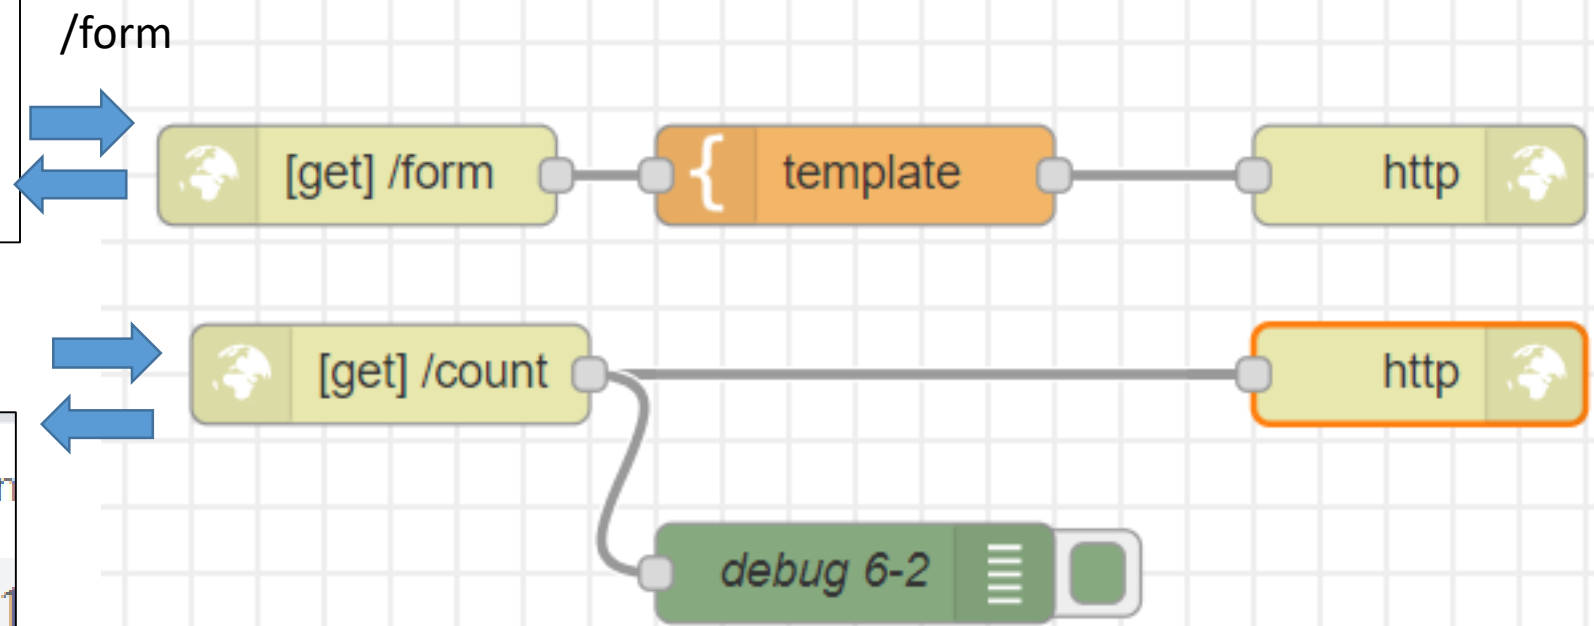 /form
[get] /form
template
http
[get] /count
http
debug 6-2